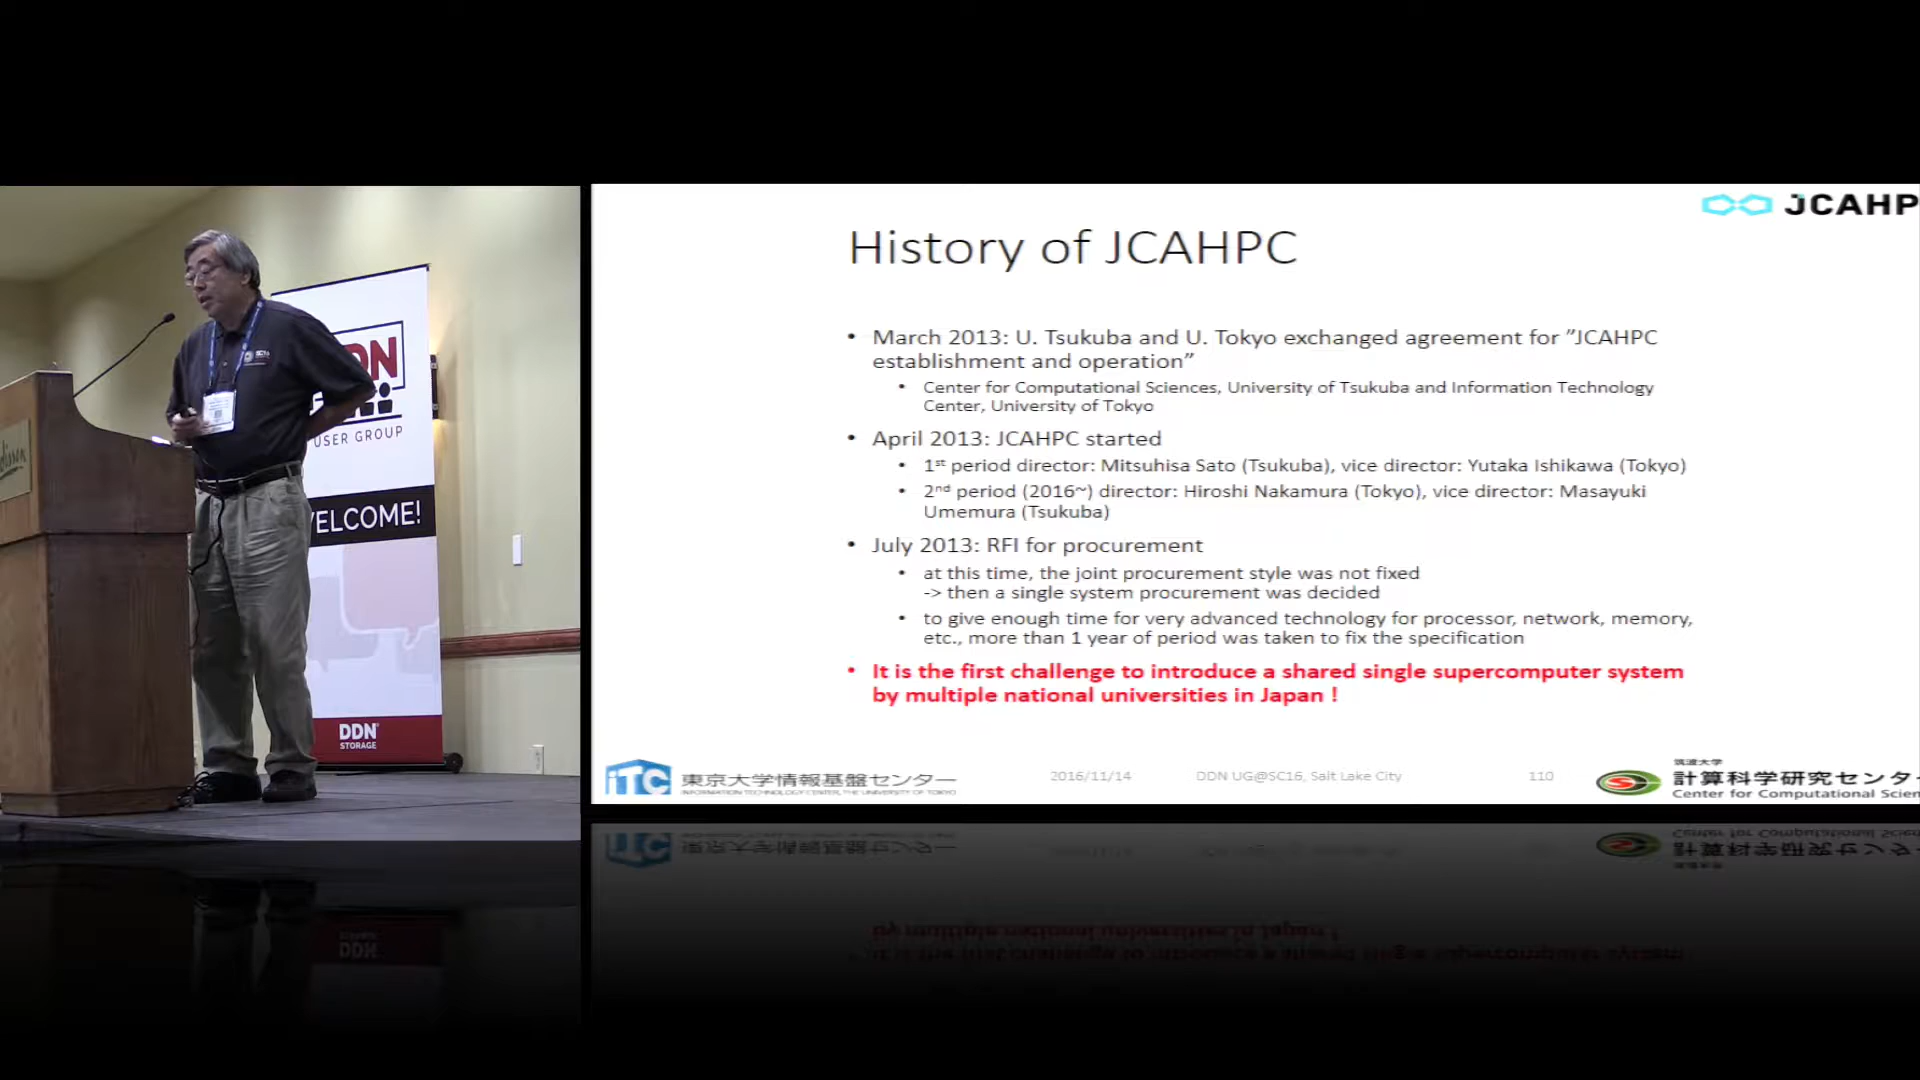 JCAHP
History of JCAHPC
• March 2013: U. Tsukuba and U. Tokyo exchanged agreement for ”JCAHPC
establishment and operation”
• Center for Computational Sciences, University of Tsukuba and Information Technology
Center, University of Tokyo
• April 2013: JCAHPC started
• 1st period director: Mitsuhisa Sato (Tsukuba), vice director: Yutaka Ishikawa (Tokyo)
• 2nd period (2016~) director: Hiroshi Nakamura (Tokyo), vice director: Masayuki
Umemura (Tsukuba)
• July 2013: RFI for procurement
• at this time, the joint procurement style was not fixed
-> then a single system procurement was decided
• to give enough time for very advanced technology for processor, network, memory,
etc., more than 1 year of period was taken to fix the specification
• It is the first challenge to introduce a shared single supercomputer system
by multiple national universities in Japan !
iTC 東京大学情報基盤センター
INFORMATION TECHNOLOGY CENTER, THE UNIVERSITY OF TOKYO
2016/11/14
DDN UG@SC16, Salt Lake City
110
筑波大学
計算科学研究センター
Center for Computational Scien
USER GROUP
ELCOME!
DDN
STORAGE